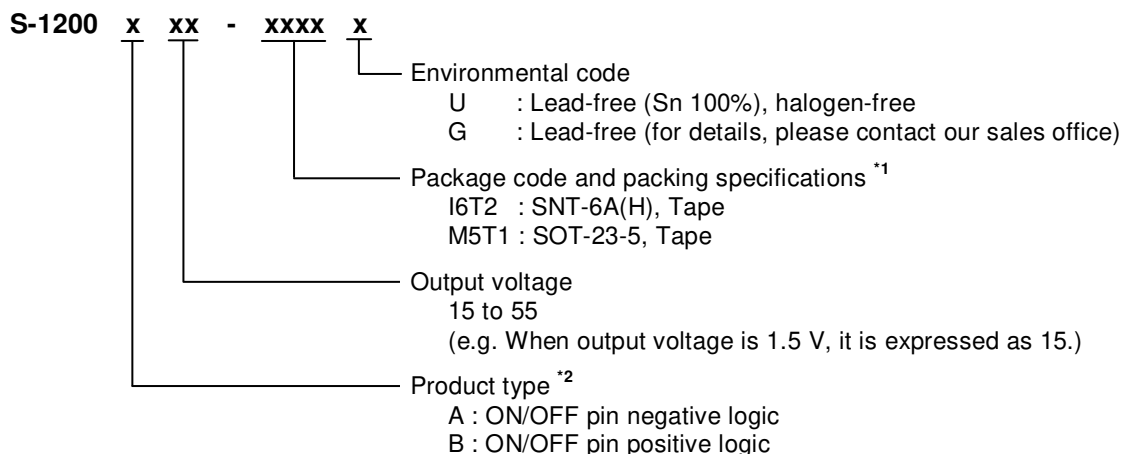 S-1200 x xx - xxxx x
Environmental code
U : Lead-free (Sn 100%), halogen-free
G : Lead-free (for details, please contact our sales office)
Package code and packing specifications *1
I6T2 : SNT-6A(H), Tape
M5T1 : SOT-23-5, Tape
Output voltage
15 to 55
(e.g. When output voltage is 1.5 V, it is expressed as 15.)
Product type *2
A : ON/OFF pin negative logic
B : ON/OFF pin positive logic